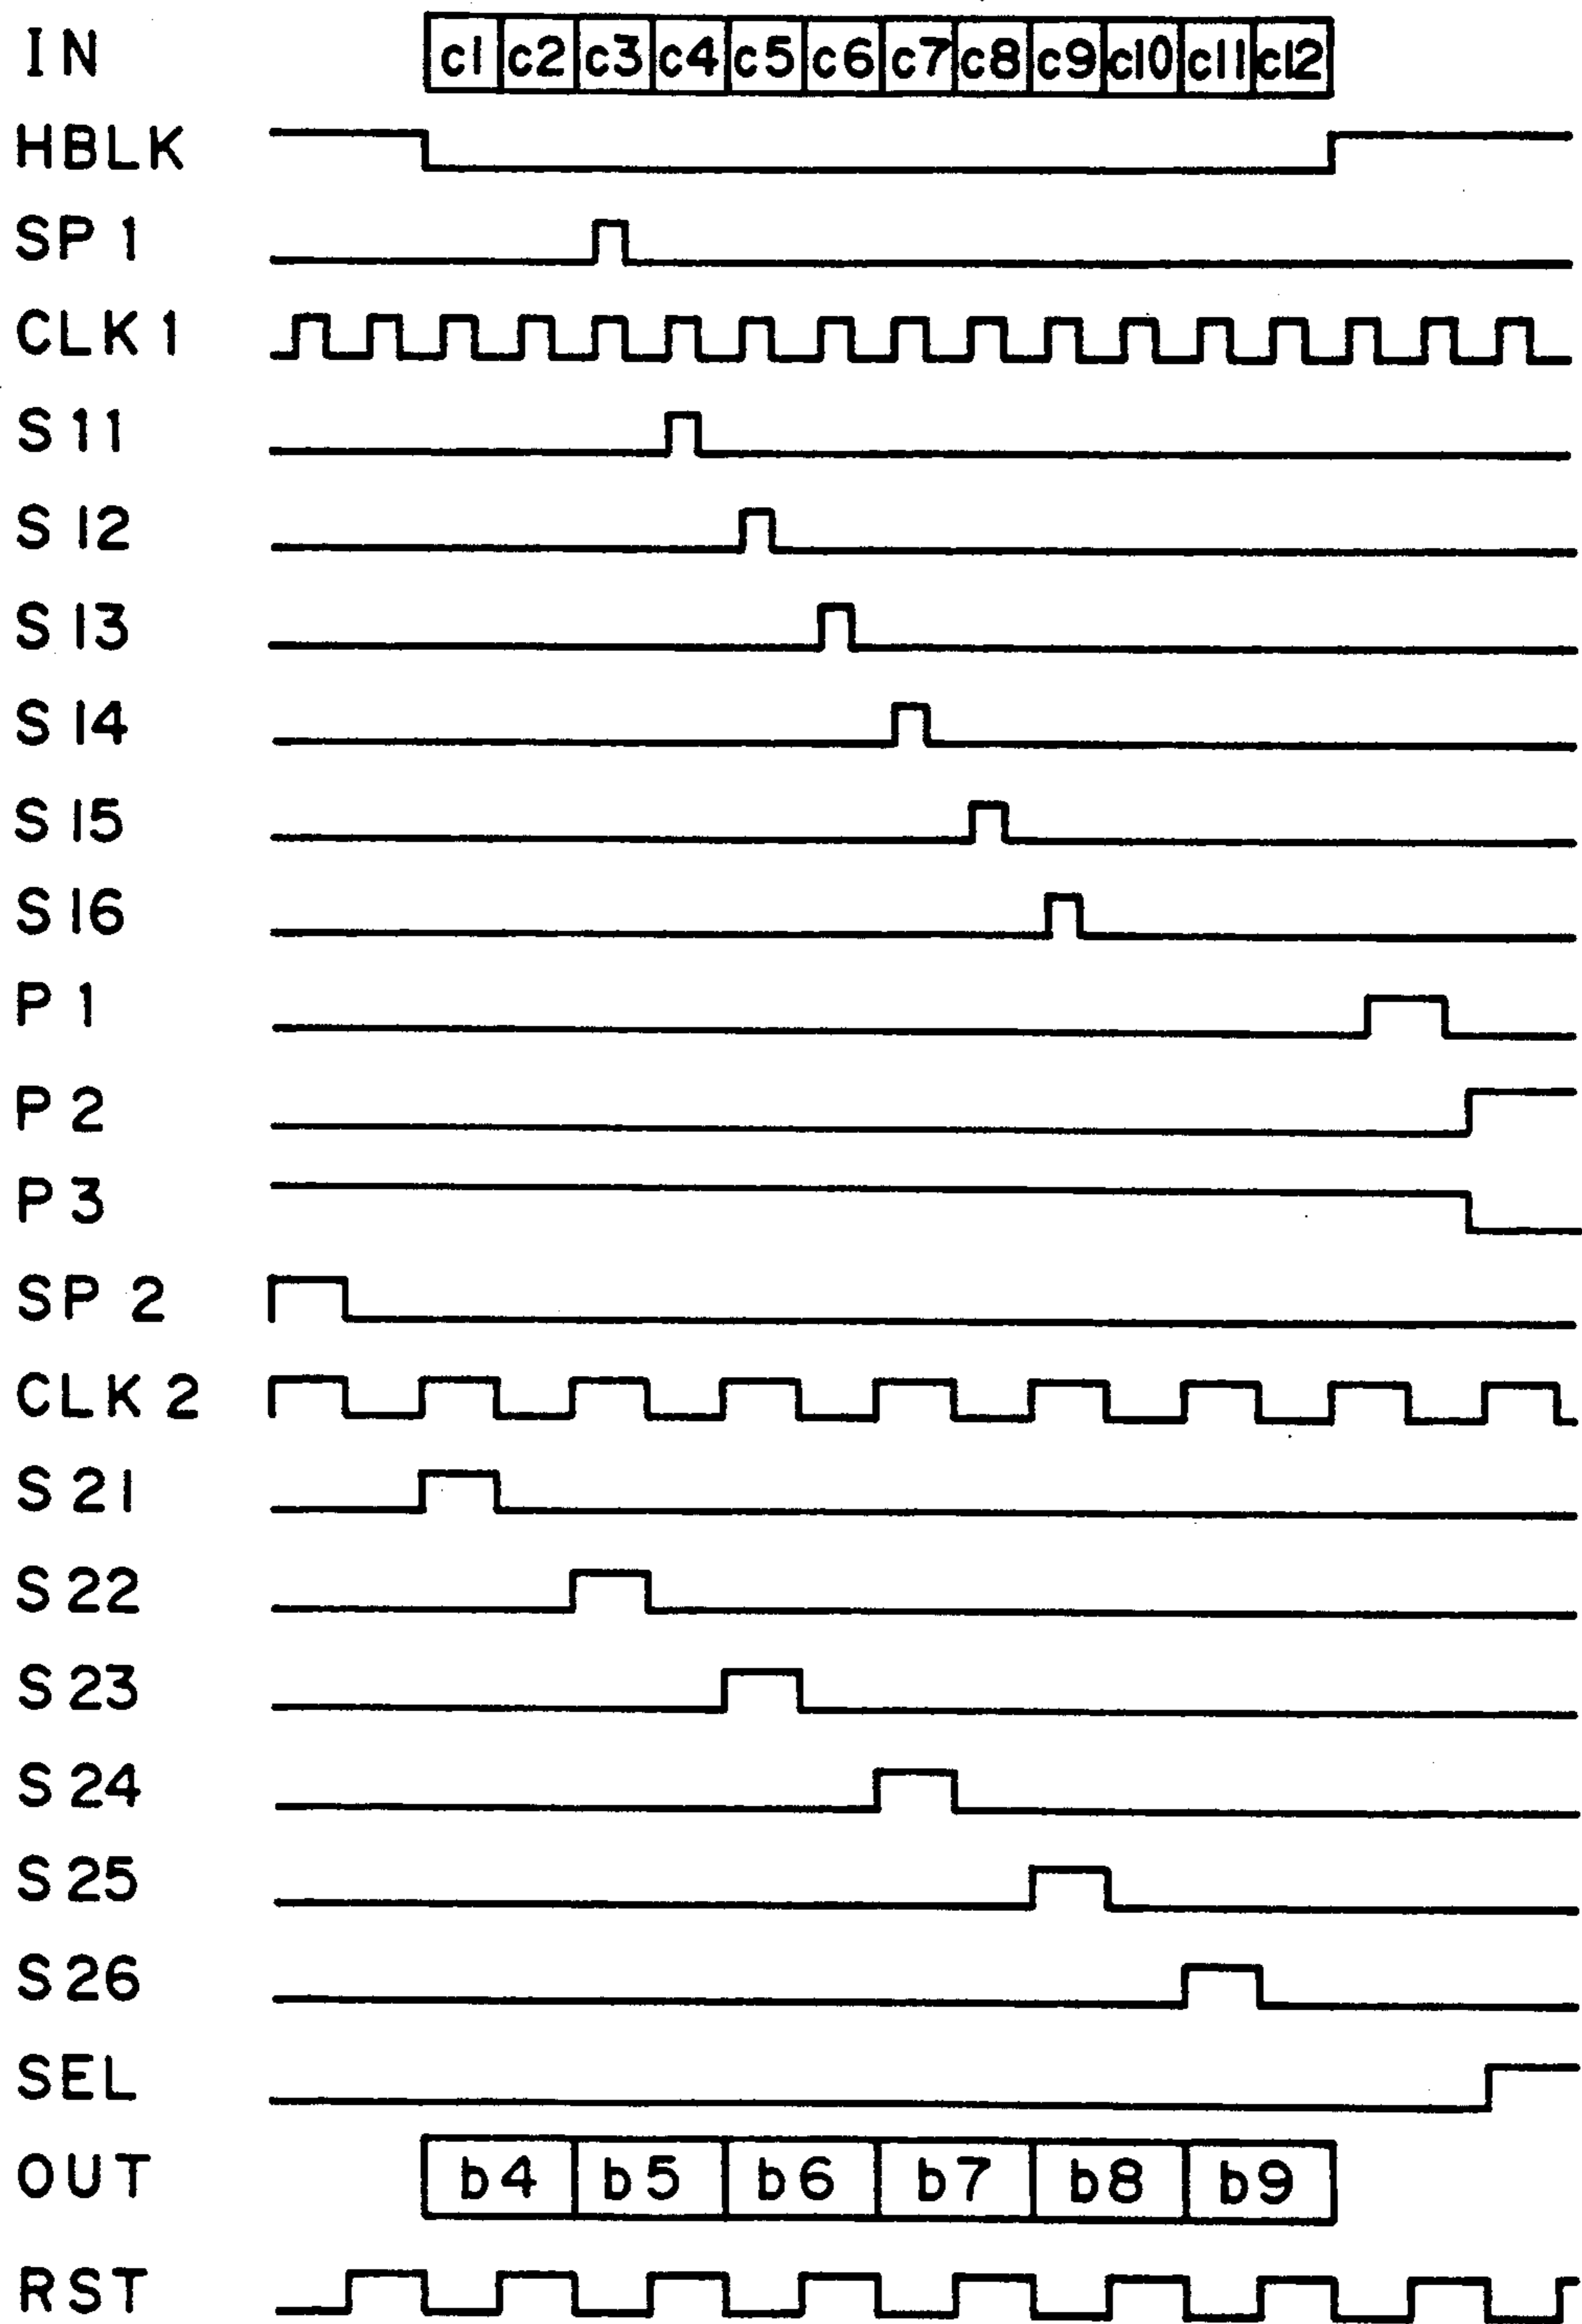 IN c1 c2 c3 c4 c5 c6 c7 c8 c9 c10 c11 c12
HBLK
SP 1
CLK 1
S 11
S 12
S 13
S 14
S 15
S 16
P 1
P 2
P 3
SP 2
CLK 2
S 21
S 22
S 23
S 24
S 25
S 26
SEL
OUT b4 b5 b6 b7 b8 b9
RST